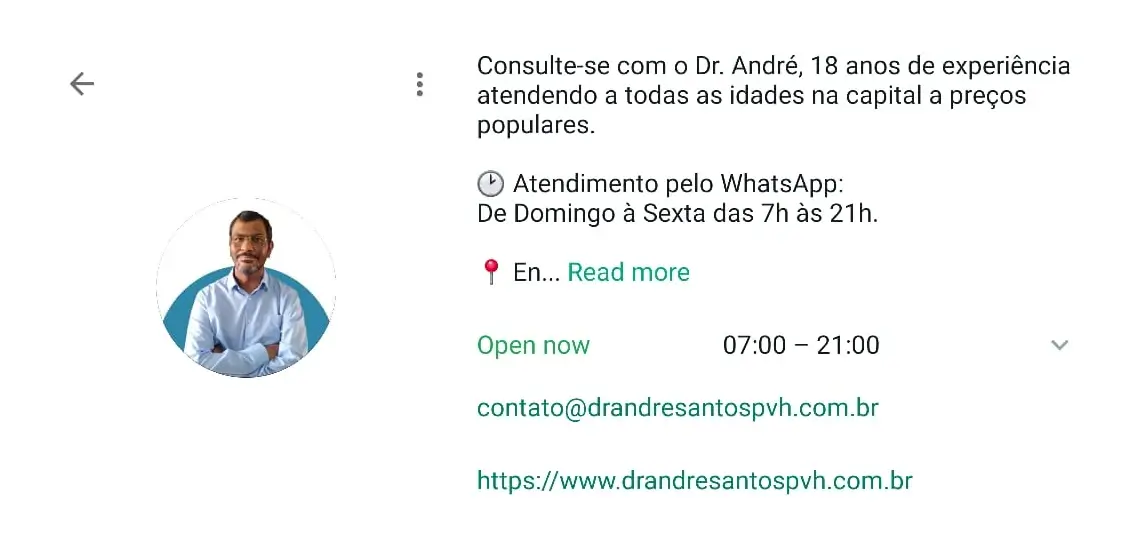 Consulte-se com o Dr. André, 18 anos de experiência
atendendo a todas as idades na capital a preços
populares.
🕑 Atendimento pelo WhatsApp:
De Domingo à Sexta das 7h às 21h.
📍 En... Read more
Open now 07:00 – 21:00
contato@drandresantospvh.com.br
https://www.drandresantospvh.com.br